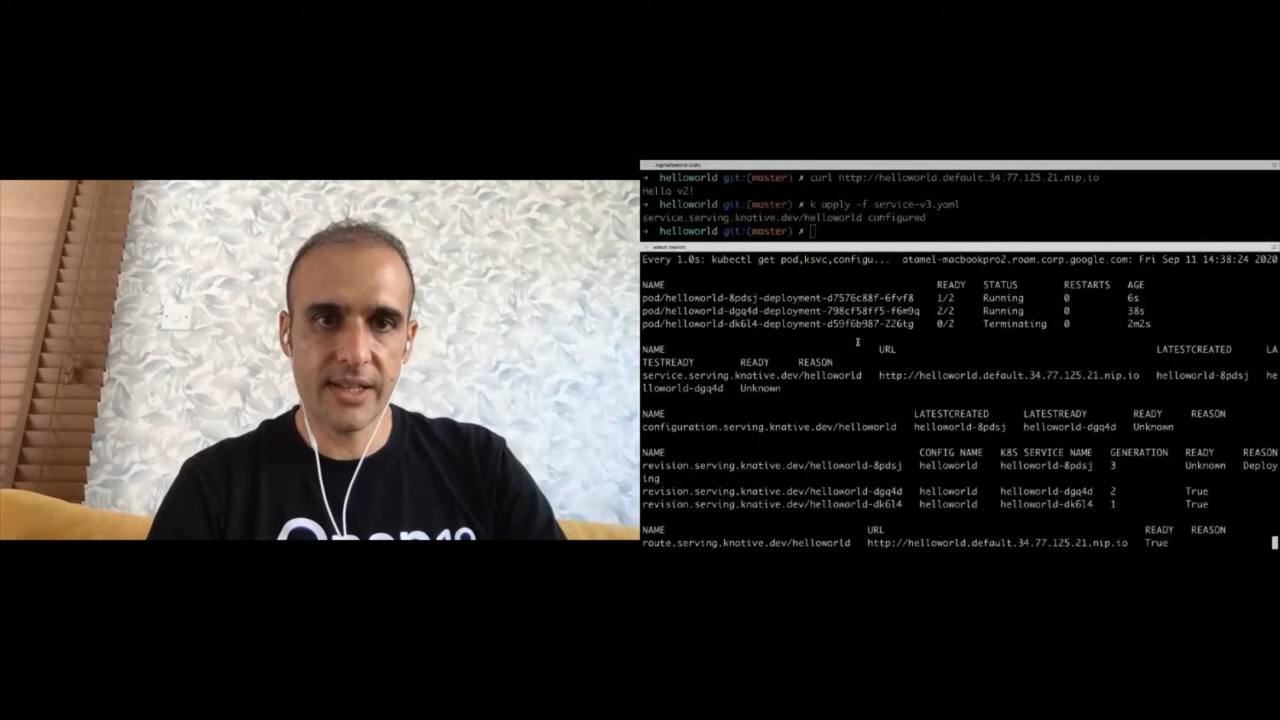 ➜ helloworld git:(master) ✗ curl http://helloworld.default.34.77.125.21.nip.io
Hello v2!
➜ helloworld git:(master) ✗ k apply -f service-v3.yaml
service.serving.knative.dev/helloworld configured
➜ helloworld git:(master) ✗
Every 1.0s: kubectl get pod,ksvc,configu... atamel-macbookpro2.roam.corp.google.com: Fri Sep 11 14:38:24 2020
NAME READY STATUS RESTARTS AGE
pod/helloworld-8pdsj-deployment-d7576c88f-6fvf8 1/2 Running 0 6s
pod/helloworld-dgq4d-deployment-798cf58ff5-f6m9q 2/2 Running 0 38s
pod/helloworld-dk6l4-deployment-d59f6b987-226tg 0/2 Terminating 0 2m2s
NAME URL LATESTCREATED LA
TESTREADY READY REASON
service.serving.knative.dev/helloworld http://helloworld.default.34.77.125.21.nip.io helloworld-8pdsj he
lloworld-dgq4d Unknown
NAME LATESTCREATED LATESTREADY READY REASON
configuration.serving.knative.dev/helloworld helloworld-8pdsj helloworld-dgq4d Unknown
NAME CONFIG NAME K8S SERVICE NAME GENERATION READY REASON
revision.serving.knative.dev/helloworld-8pdsj helloworld helloworld-8pdsj 3 Unknown Deploy
ing
revision.serving.knative.dev/helloworld-dgq4d helloworld helloworld-dgq4d 2 True
revision.serving.knative.dev/helloworld-dk6l4 helloworld helloworld-dk6l4 1 True
NAME URL READY REASON
route.serving.knative.dev/helloworld http://helloworld.default.34.77.125.21.nip.io True